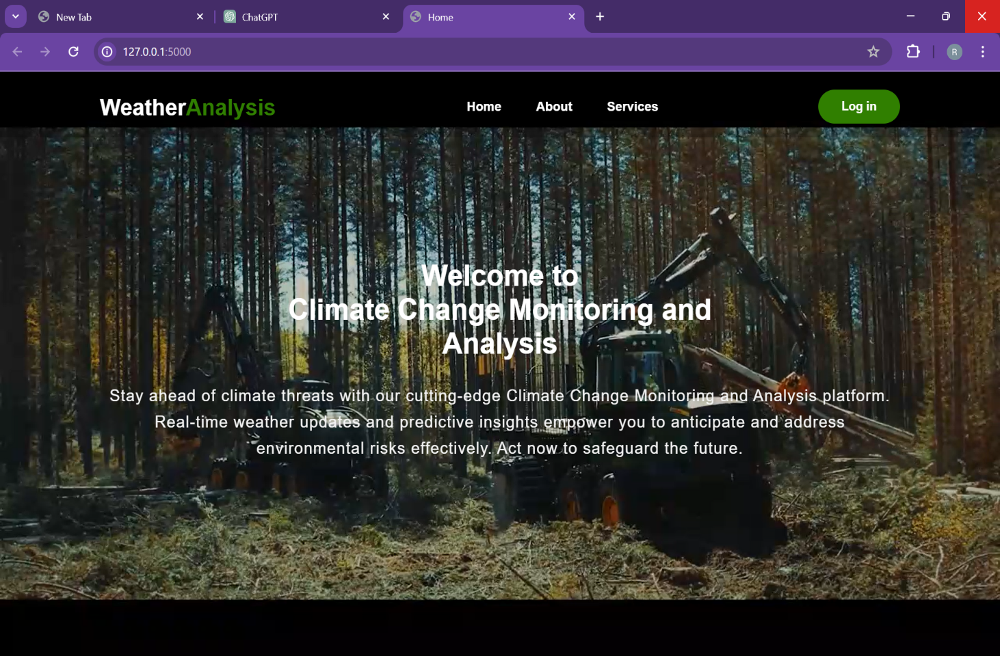 New Tab
ChatGPT
Home
127.0.0.1:5000
R
WeatherAnalysis
Home
About
Services
Log in
Welcome to
Climate Change Monitoring and
Analysis
Stay ahead of climate threats with our cutting-edge Climate Change Monitoring and Analysis platform.
Real-time weather updates and predictive insights empower you to anticipate and address
environmental risks effectively. Act now to safeguard the future.